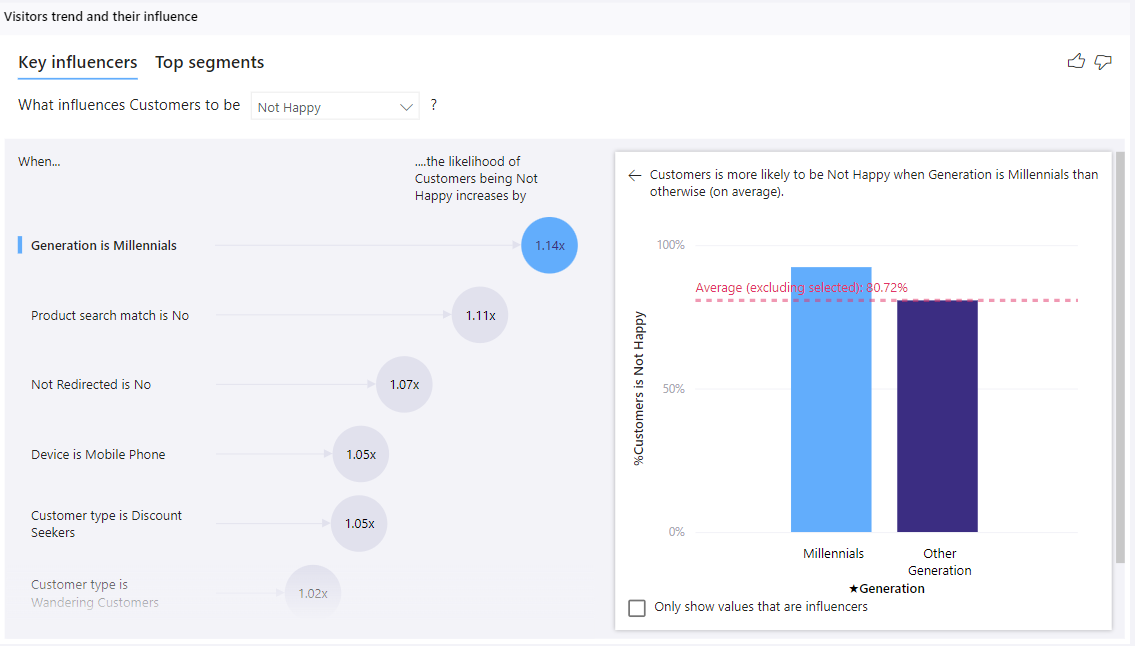 Visitors trend and their influence
Key influencers Top segments
What influences Customers to be Not Happy ?
When...
....the likelihood of
Customers being Not
Happy increases by
Generation is Millennials 1.14x
Product search match is No 1.11x
Not Redirected is No 1.07x
Device is Mobile Phone 1.05x
Customer type is Discount
Seekers
1.05x
Customer type is
Wandering Customers
1.02x
← Customers is more likely to be Not Happy when Generation is Millennials than
otherwise (on average).
100%
Average (excluding selected): 80.72%
50%
0%
%Customers is Not Happy
Millennials
Other
Generation
★Generation
Only show values that are influencers